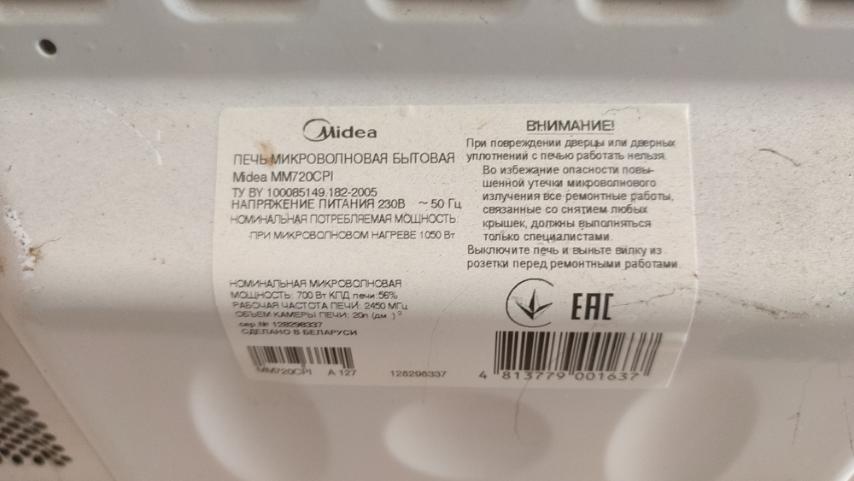 Midea
ПЕЧЬ МИКРОВОЛНОВАЯ БЫТОВАЯ
Midea MM720CPI
ТУ BY 100085149.182-2005
НАПРЯЖЕНИЕ ПИТАНИЯ 230В ~ 50 Гц
НОМИНАЛЬНАЯ ПОТРЕБЛЯЕМАЯ МОЩНОСТЬ:
ПРИ МИКРОВОЛНОВОМ НАГРЕВЕ 1050 Вт
НОМИНАЛЬНАЯ МИКРОВОЛНОВАЯ
МОЩНОСТЬ: 700 Вт КПД печи:56%
РАБОЧАЯ ЧАСТОТА ПЕЧИ: 2450 МГц
ОБЪЕМ КАМЕРЫ ПЕЧИ: 20л (дм )³
сер.№ 128298337
СДЕЛАНО В БЕЛАРУСИ
MM720CPI A 127 128298337
ВНИМАНИЕ!
При повреждении дверцы или дверных
уплотнений с печью работать нельзя.
Во избежание опасности повы-
шенной утечки микроволнового
излучения все ремонтные работы,
связанные со снятием любых
крышек, должны выполняться
только специалистами.
Выключите печь и выньте вилку из
розетки перед ремонтными работами.
EAC
4 813779 001637